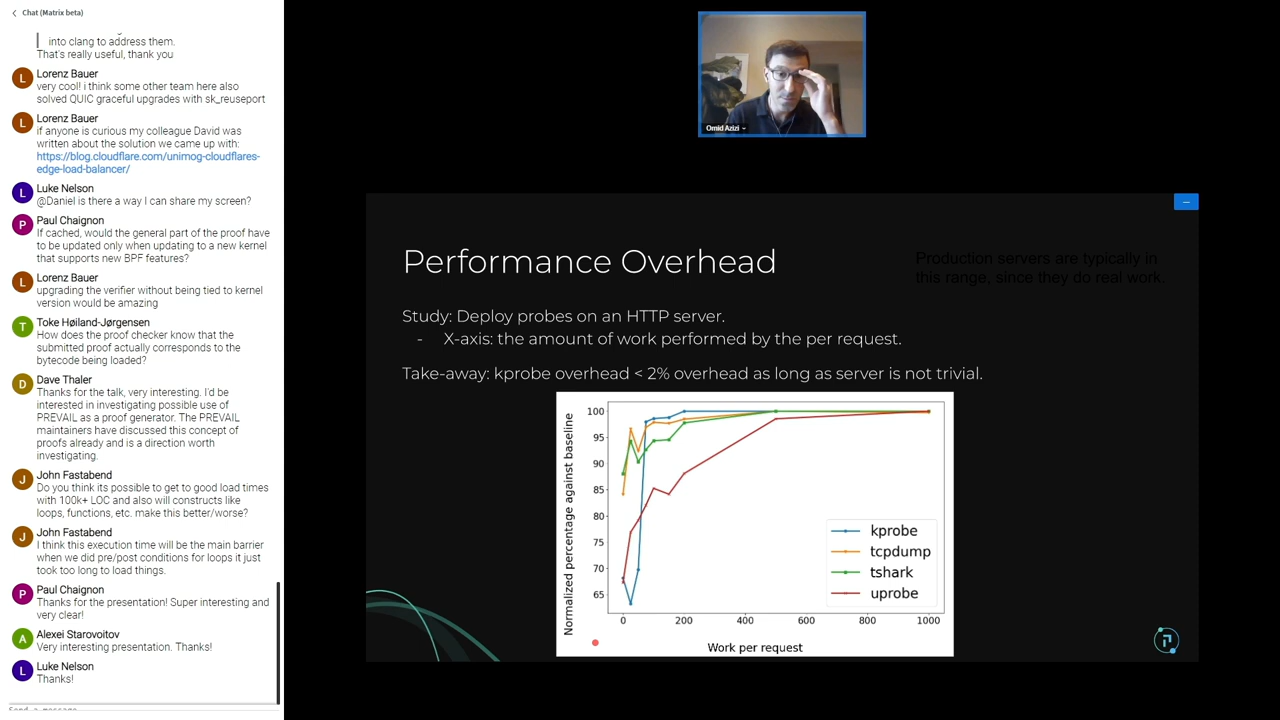 Chat (Matrix beta)
into clang to address them.
That's really useful, thank you
L
Lorenz Bauer
very cool! i think some other team here also
solved QUIC graceful upgrades with sk_reuseport
L
Lorenz Bauer
if anyone is curious my colleague David was
written about the solution we came up with:
https://blog.cloudflare.com/unimog-cloudflares-
edge-load-balancer/
L
Luke Nelson
@Daniel is there a way I can share my screen?
P
Paul Chaignon
If cached, would the general part of the proof have
to be updated only when updating to a new kernel
that supports new BPF features?
L
Lorenz Bauer
upgrading the verifier without being tied to kernel
version would be amazing
T
Toke Høiland-Jørgensen
How does the proof checker know that the
submitted proof actually corresponds to the
bytecode being loaded?
D
Dave Thaler
Thanks for the talk, very interesting. I'd be
interested in investigating possible use of
PREVAIL as a proof generator. The PREVAIL
maintainers have discussed this concept of
proofs already and is a direction worth
investigating.
J
John Fastabend
Do you think its possible to get to good load times
with 100k+ LOC and also will constructs like
loops, functions, etc. make this better/worse?
J
John Fastabend
I think this execution time will be the main barrier
when we did pre/post conditions for loops it just
took too long to load things.
P
Paul Chaignon
Thanks for the presentation! Super interesting and
very clear!
A
Alexei Starovoitov
Very interesting presentation. Thanks!
L
Luke Nelson
Thanks!
Send a message
Omid Azizi
Performance Overhead
Production servers are typically in
this range, since they do real work.
Study: Deploy probes on an HTTP server.
- X-axis: the amount of work performed by the per request.
Take-away: kprobe overhead < 2% overhead as long as server is not trivial.
Normalized percentage against baseline
100
95
90
85
80
75
70
65
kprobe
tcpdump
tshark
uprobe
0 200 400 600 800 1000
Work per request